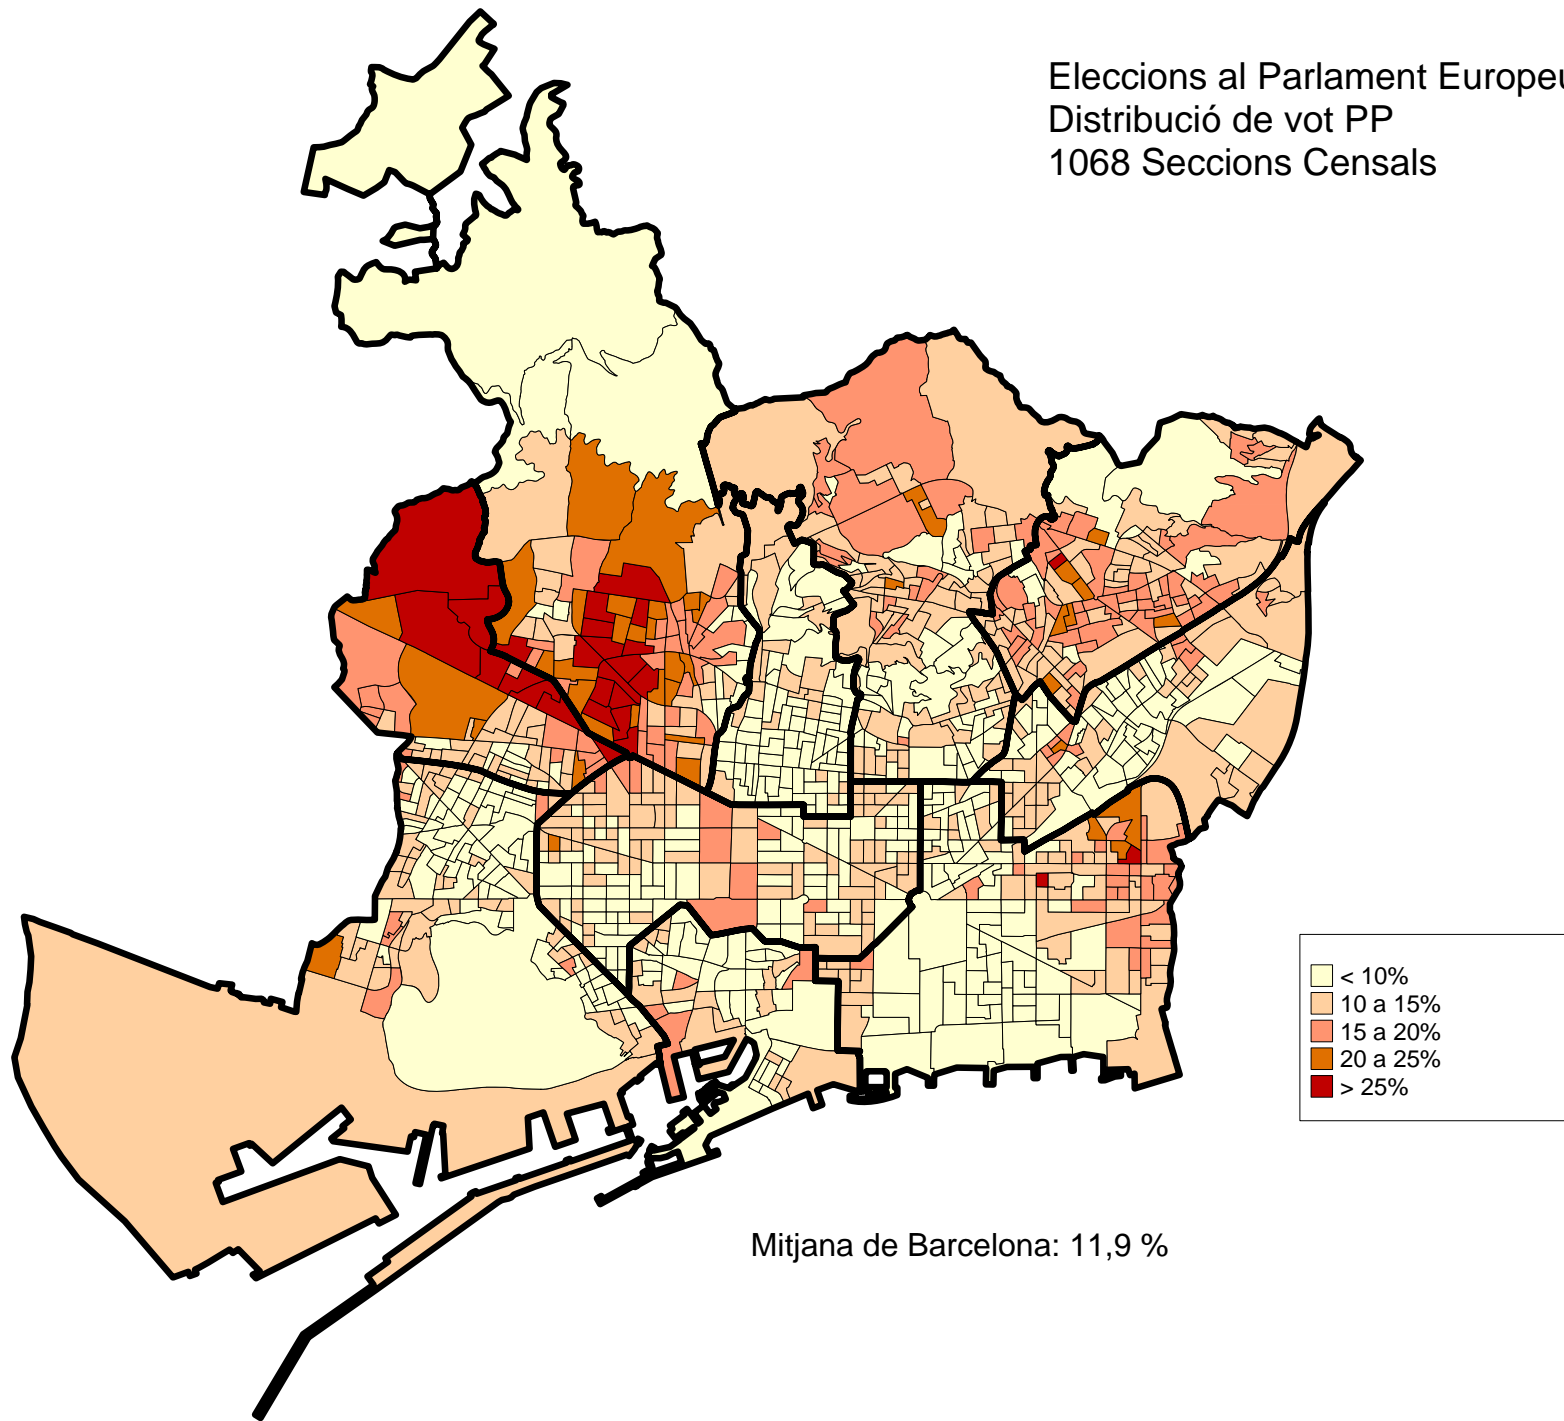 Eleccions al Parlament Europeu
Distribució de vot PP
1068 Seccions Censals
< 10%
10 a 15%
15 a 20%
20 a 25%
> 25%
Mitjana de Barcelona: 11,9 %